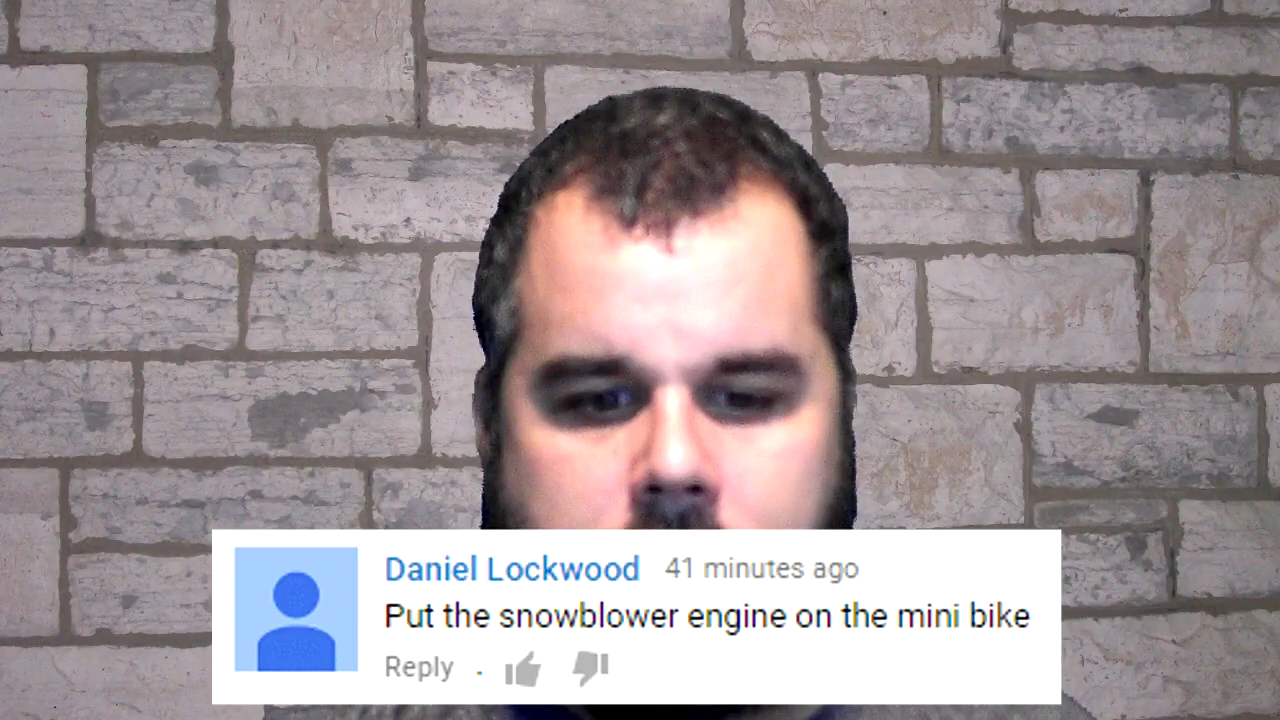 Daniel Lockwood 41 minutes ago
Put the snowblower engine on the mini bike
Reply .